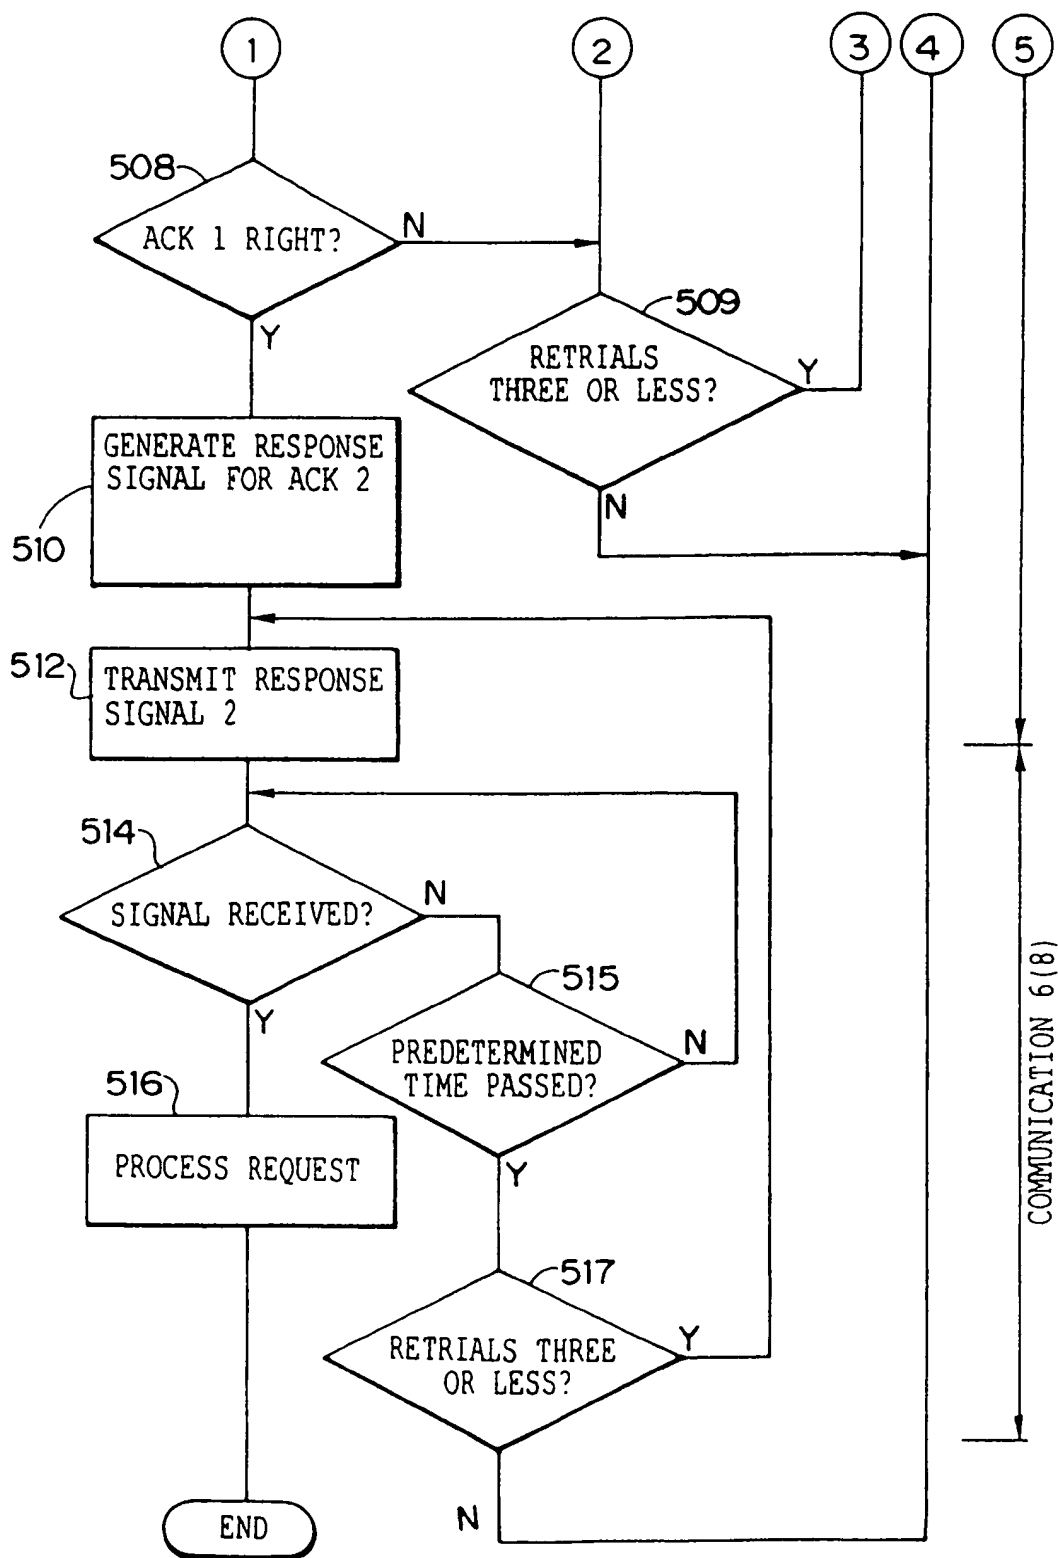 1
2
3
4
5
508
ACK 1 RIGHT?
N
Y
509
RETRIALS
THREE OR LESS?
Y
N
GENERATE RESPONSE
SIGNAL FOR ACK 2
510
512
TRANSMIT RESPONSE
SIGNAL 2
514
SIGNAL RECEIVED?
N
Y
515
PREDETERMINED
TIME PASSED?
N
Y
516
PROCESS REQUEST
517
RETRIALS THREE
OR LESS?
Y
N
END
COMMUNICATION 6(8)